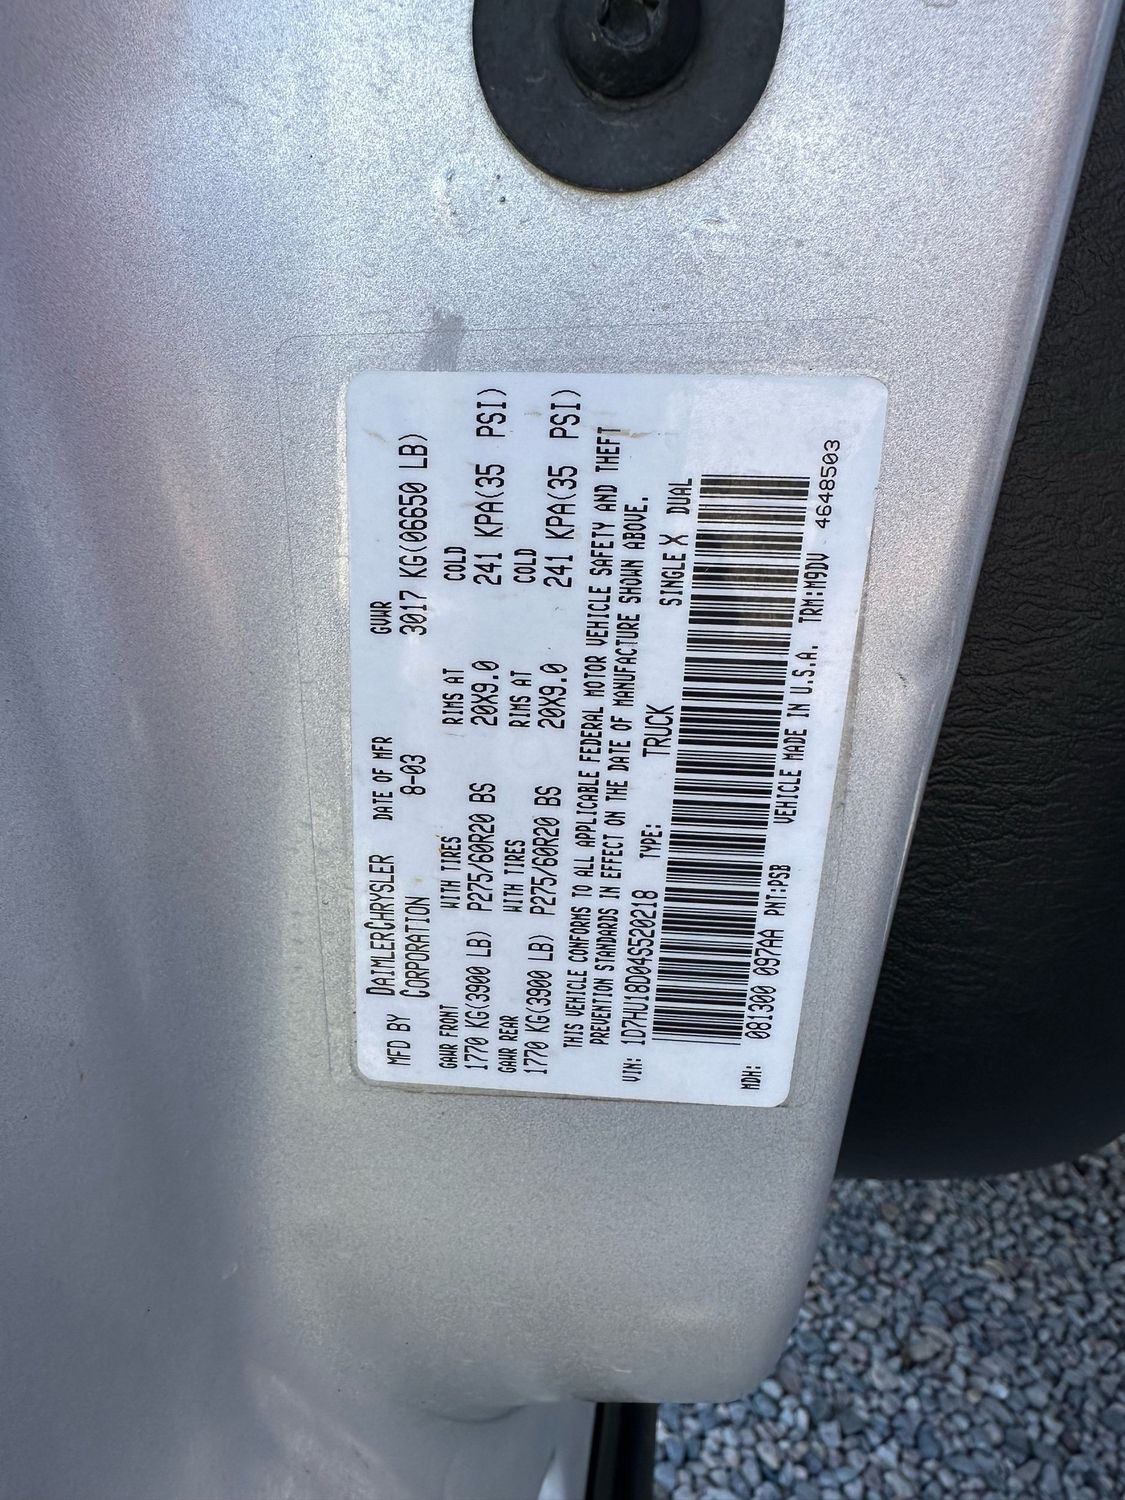 MFD BY DAIMLERCHRYSLER DATE OF MFR GVWR
CORPORATION 8-03 3017 KG(06650 LB)
GAWR FRONT WITH TIRES RIMS AT COLD
1770 KG(3900 LB) P275/60R20 BS 20X9.0 241 KPA(35 PSI)
GAWR REAR WITH TIRES RIMS AT COLD
1770 KG(3900 LB) P275/60R20 BS 20X9.0 241 KPA(35 PSI)
THIS VEHICLE CONFORMS TO ALL APPLICABLE FEDERAL MOTOR VEHICLE SAFETY AND THEFT
PREVENTION STANDARDS IN EFFECT ON THE DATE OF MANUFACTURE SHOWN ABOVE.
VIN: 1D7HU18D04S520218 TYPE: TRUCK SINGLE X DUAL
MDH: 081300 097AA PNT:PSB VEHICLE MADE IN U.S.A. TRM:M9DV 4648503